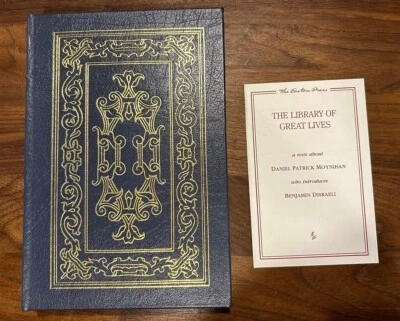 The Easton Press
THE LIBRARY OF
GREAT LIVES
a note about
DANIEL PATRICK MOYNIHAN
who introduces
BENJAMIN DISRAELI